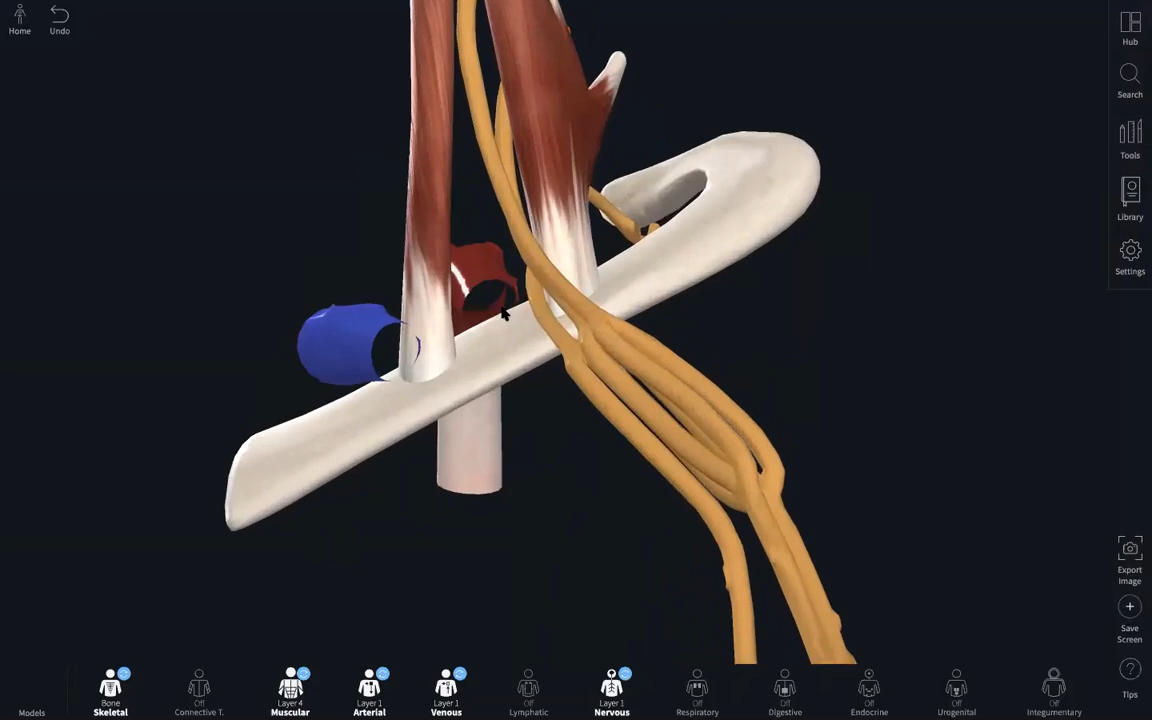 Home
Undo
Hub
Search
Tools
Library
Settings
Export
Image
Save
Screen
Tips
Models
Bone
Skeletal
Off
Connective T.
Layer 4
Muscular
Layer 1
Arterial
Layer 1
Venous
Off
Lymphatic
Layer 1
Nervous
Off
Respiratory
Off
Digestive
Off
Endocrine
Off
Urogenital
Off
Integumentary